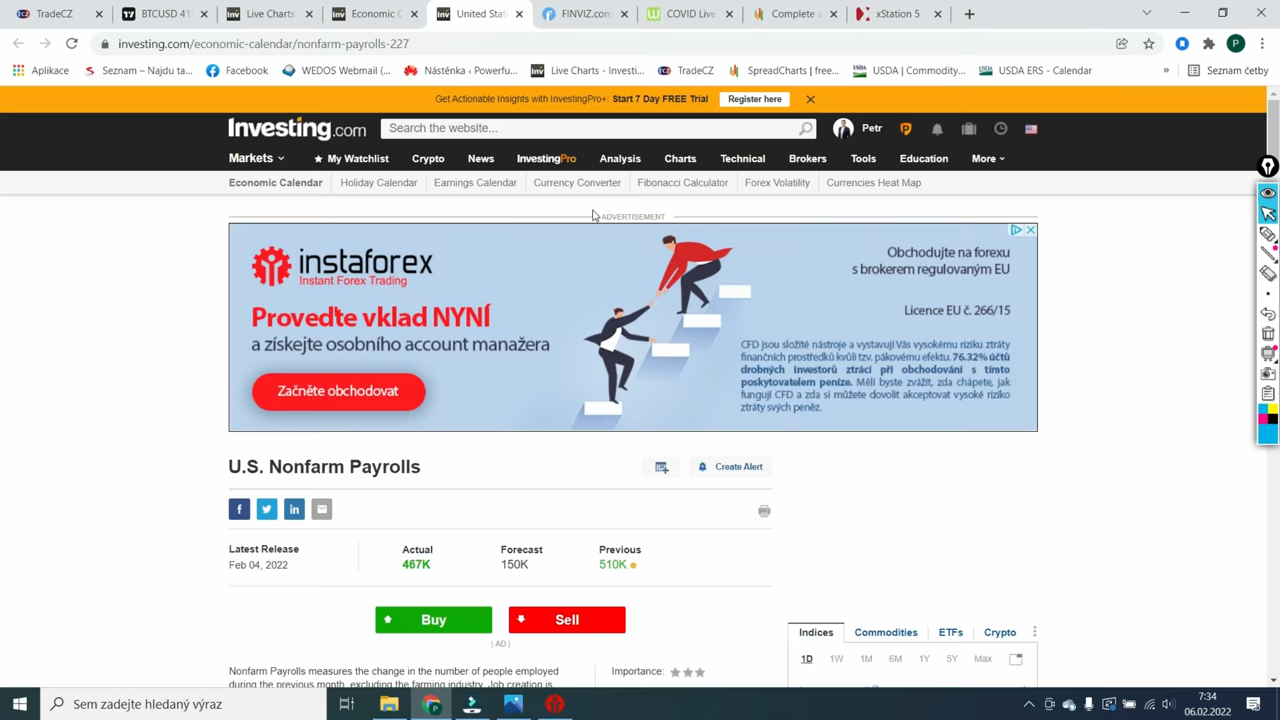 TradeCZ
BTCUSD 41
Live Charts
Economic C
United Stat
FINVIZ.com
COVID Live
Complete a
xStation 5
investing.com/economic-calendar/nonfarm-payrolls-227
P
Aplikace
Seznam – Najdu ta...
Facebook
WEDOS Webmail (...
Nástěnka ‹ Powerfu...
Live Charts - Investi...
TradeCZ
SpreadCharts | free...
USDA | Commodity...
USDA ERS - Calendar
»
Seznam četby
Get Actionable Insights with InvestingPro+: Start 7 Day FREE Trial
Register here
Investing.com
Search the website...
Petr
Markets
My Watchlist
Crypto
News
InvestingPro
Analysis
Charts
Technical
Brokers
Tools
Education
More
Economic Calendar
Holiday Calendar
Earnings Calendar
Currency Converter
Fibonacci Calculator
Forex Volatility
Currencies Heat Map
ADVERTISEMENT
instaforex
Instant Forex Trading
Proveďte vklad NYNÍ
a získejte osobního account manažera
Začněte obchodovat
Obchodujte na forexu
s brokerem regulovaným EU
Licence EU č. 266/15
CFD jsou složité nástroje a vystavují Vás vysokému riziku ztráty
finančních prostředků kvůli tzv. pákovému efektu. 76.32% účtů
drobných investorů ztrácí při obchodování s tímto
poskytovatelem peníze. Měli byste zvážit, zda chápete, jak
fungují CFD a zda si můžete dovolit akceptovat vysoké riziko
ztráty svých peněz.
U.S. Nonfarm Payrolls
Create Alert
Latest Release
Feb 04, 2022
Actual
467K
Forecast
150K
Previous
510K
Buy
Sell
| AD |
Nonfarm Payrolls measures the change in the number of people employed
during the previous month, excluding the farming industry. Job creation is
Importance:
Indices
Commodities
ETFs
Crypto
1D
1W
1M
6M
1Y
5Y
Max
Sem zadejte hledaný výraz
7:34
06.02.2022